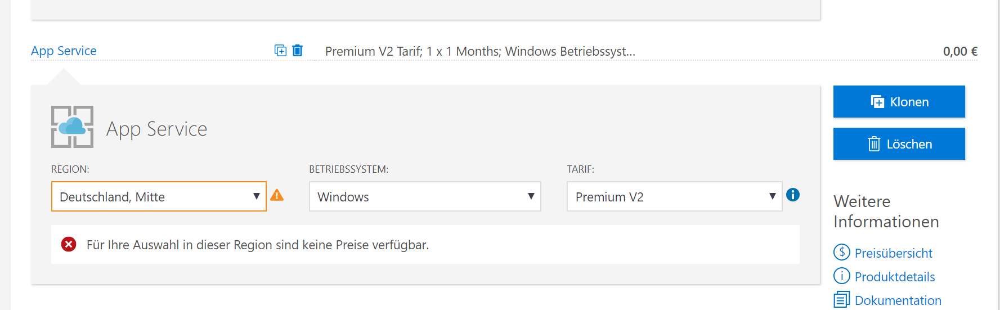 App Service
Premium V2 Tarif; 1 x 1 Months; Windows Betriebssyst...
0,00 €
App Service
Klonen
Löschen
REGION:
BETRIEBSSYSTEM:
TARIF:
Deutschland, Mitte
Windows
Premium V2
Für Ihre Auswahl in dieser Region sind keine Preise verfügbar.
Weitere
Informationen
Preisübersicht
Produktdetails
Dokumentation